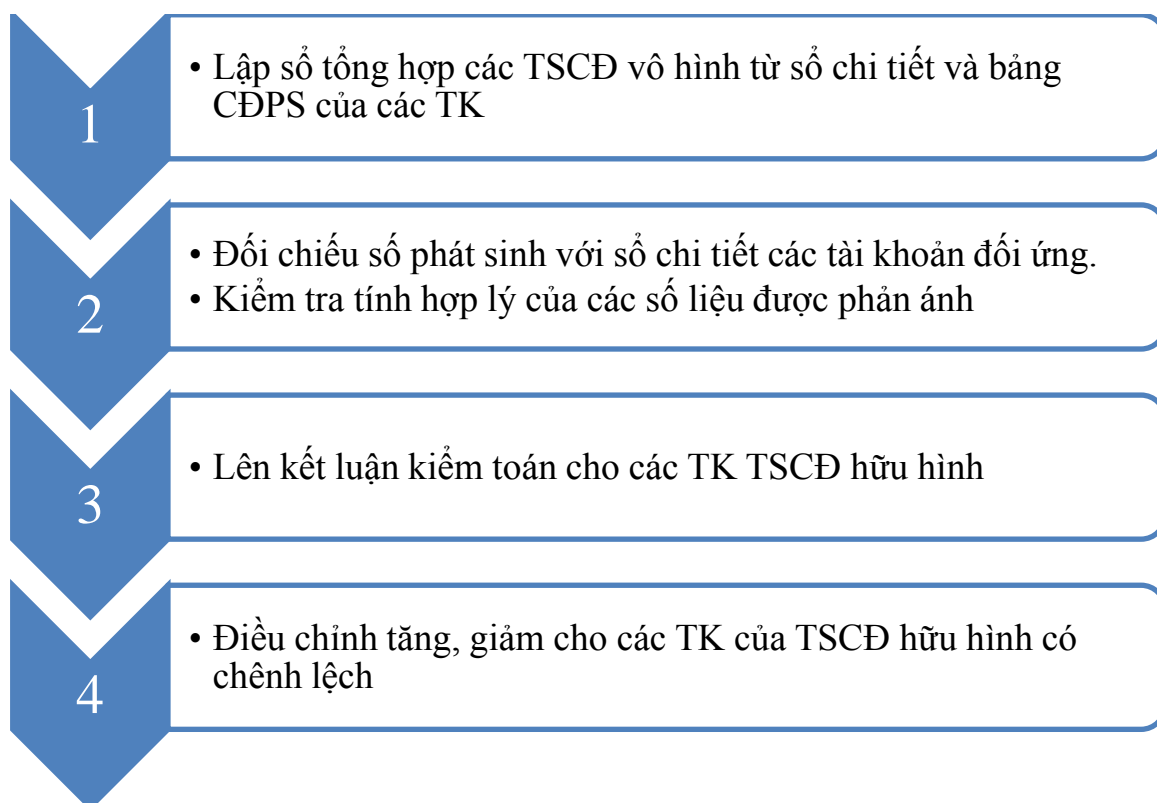 1
• Lập sổ tổng hợp các TSCĐ vô hình từ sổ chi tiết và bảng
CĐPS của các TK
2
• Đối chiếu số phát sinh với sổ chi tiết các tài khoản đối ứng.
• Kiểm tra tính hợp lý của các số liệu được phản ánh
3
• Lên kết luận kiểm toán cho các TK TSCĐ hữu hình
4
• Điều chỉnh tăng, giảm cho các TK của TSCĐ hữu hình có
chênh lệch